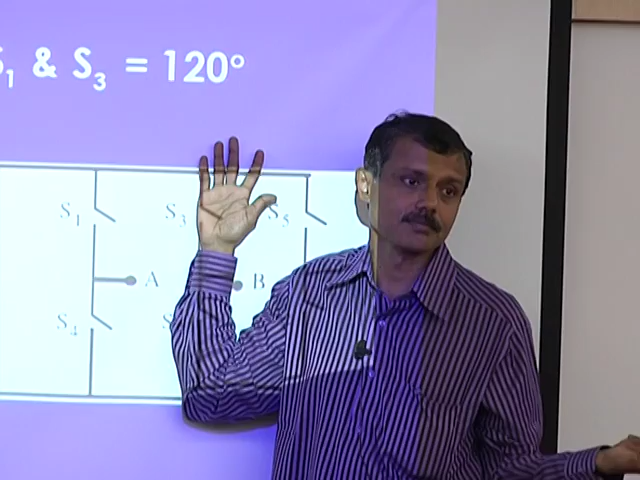 S₁ & S₃ = 120°
S₁ S₃ S₅
A B
S₄